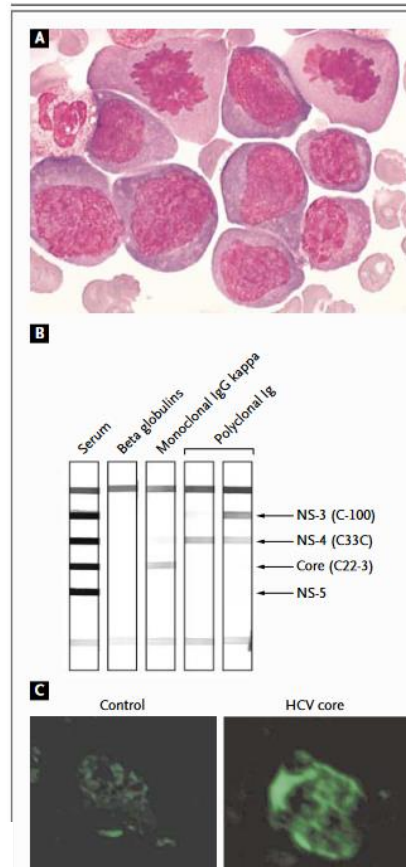 A
B
Serum
Beta globulins
Monoclonal IgG kappa
Polyclonal Ig
NS-3 (C-100)
NS-4 (C33C)
Core (C22-3)
NS-5
C
Control
HCV core